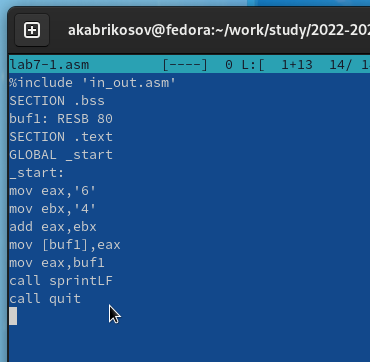 akabrikosov@fedora:~/work/study/2022-202
lab7-1.asm [----] 0 L:[ 1+13 14/ 1
%include 'in_out.asm'
SECTION .bss
buf1: RESB 80
SECTION .text
GLOBAL _start
_start:
mov eax,'6'
mov ebx,'4'
add eax,ebx
mov [buf1],eax
mov eax,buf1
call sprintLF
call quit